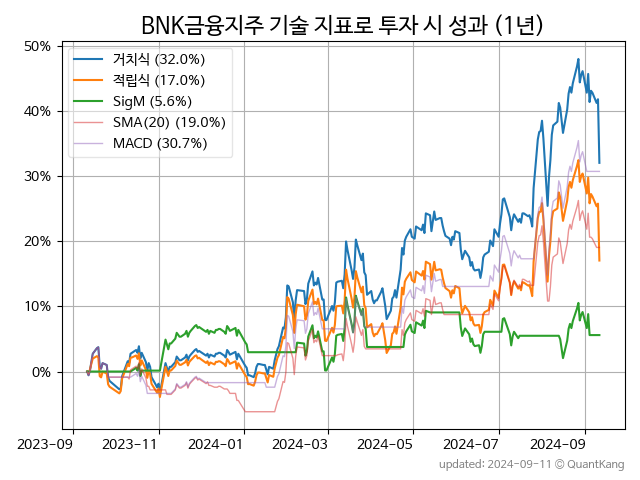 BNK금융지주 기술 지표로 투자 시 성과 (1년)
50%
40%
30%
20%
10%
0%
거치식 (32.0%)
적립식 (17.0%)
SigM (5.6%)
SMA(20) (19.0%)
MACD (30.7%)
2023-09 2023-11 2024-01 2024-03 2024-05 2024-07 2024-09
updated: 2024-09-11 ⓒ QuantKang